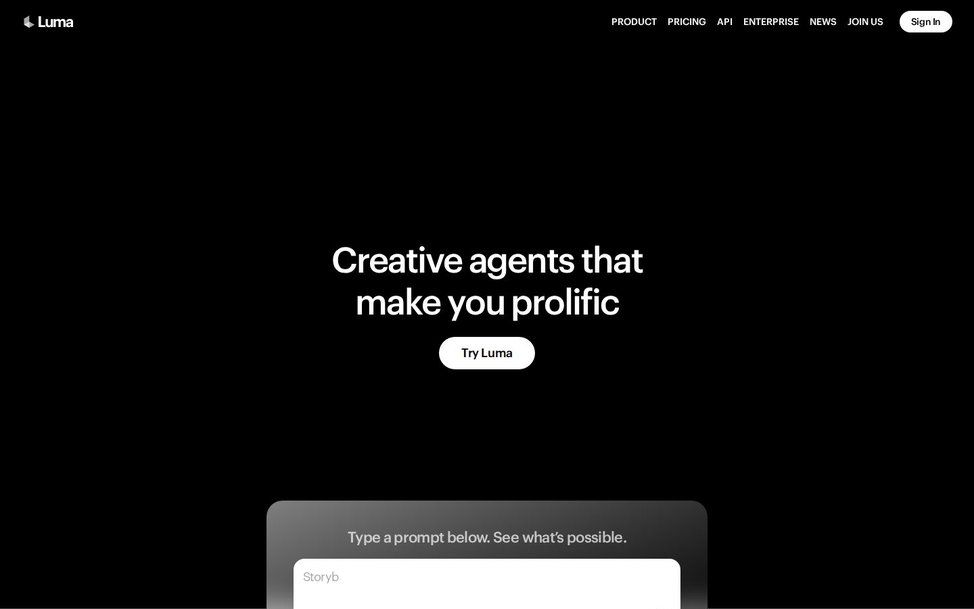 Luma
PRODUCT PRICING API ENTERPRISE NEWS JOIN US Sign In
Creative agents that
make you prolific
Try Luma
Type a prompt below. See what's possible.
Storyb